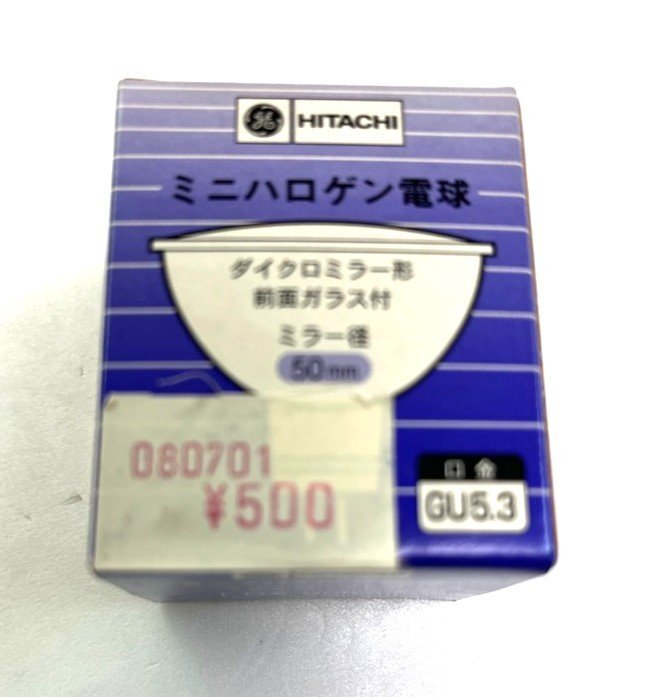 GE HITACHI
ミニハロゲン電球
ダイクロミラー形
前面ガラス付
ミラー径
50mm
080701
¥500
口金
GU5.3